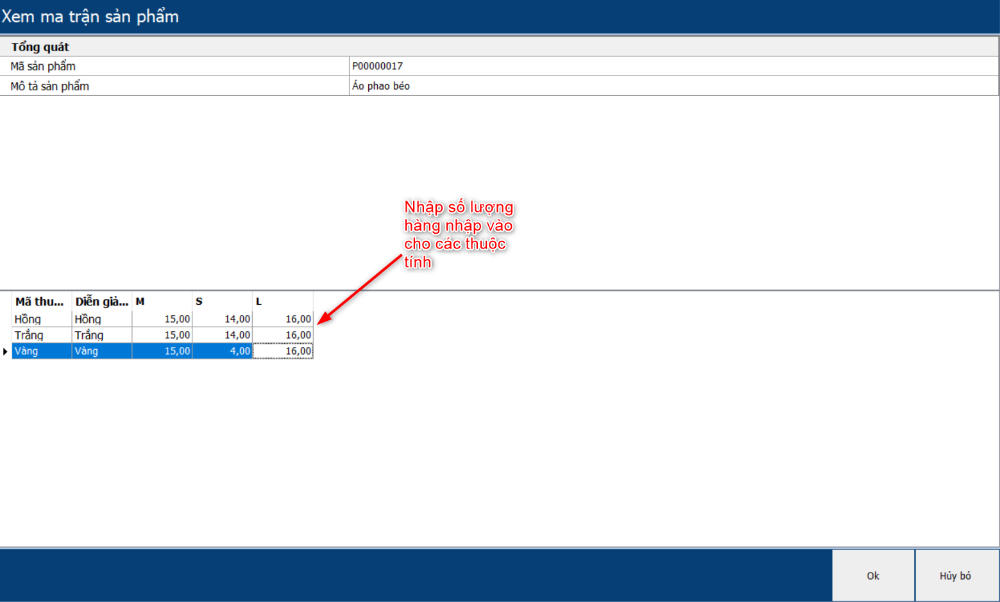 Xem ma trận sản phẩm
Tổng quát
Mã sản phẩm P00000017
Mô tả sản phẩm Áo phao béo
Nhập số lượng
hàng nhập vào
cho các thuộc
tính
Mã thu... Diễn giả... M S L
Hồng Hồng 15,00 14,00 16,00
Trắng Trắng 15,00 14,00 16,00
Vàng Vàng 15,00 4,00 16,00
Ok Hủy bỏ